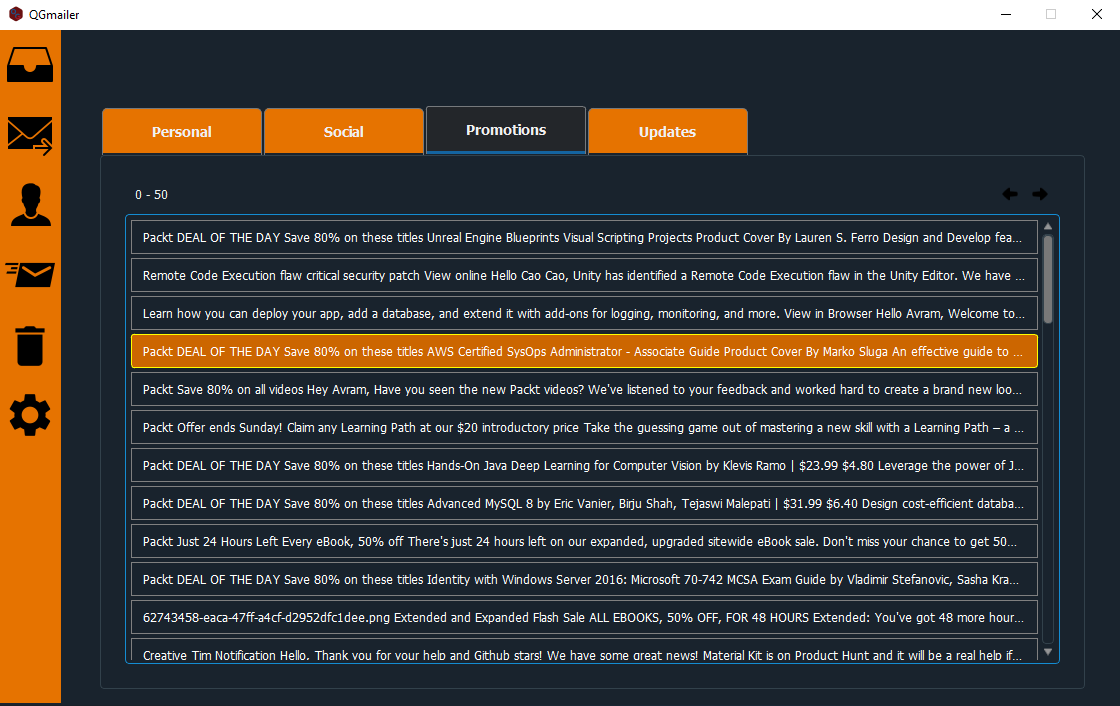 QGmailer
Personal
Social
Promotions
Updates
0 - 50
Packt DEAL OF THE DAY Save 80% on these titles Unreal Engine Blueprints Visual Scripting Projects Product Cover By Lauren S. Ferro Design and Develop fea...
Remote Code Execution flaw critical security patch View online Hello Cao Cao, Unity has identified a Remote Code Execution flaw in the Unity Editor. We have ...
Learn how you can deploy your app, add a database, and extend it with add-ons for logging, monitoring, and more. View in Browser Hello Avram, Welcome to...
Packt DEAL OF THE DAY Save 80% on these titles AWS Certified SysOps Administrator - Associate Guide Product Cover By Marko Sluga An effective guide to ...
Packt Save 80% on all videos Hey Avram, Have you seen the new Packt videos? We've listened to your feedback and worked hard to create a brand new loo...
Packt Offer ends Sunday! Claim any Learning Path at our $20 introductory price Take the guessing game out of mastering a new skill with a Learning Path – a ...
Packt DEAL OF THE DAY Save 80% on these titles Hands-On Java Deep Learning for Computer Vision by Klevis Ramo | $23.99 $4.80 Leverage the power of J...
Packt DEAL OF THE DAY Save 80% on these titles Advanced MySQL 8 by Eric Vanier, Birju Shah, Tejaswi Malepati | $31.99 $6.40 Design cost-efficient databa...
Packt Just 24 Hours Left Every eBook, 50% off There's just 24 hours left on our expanded, upgraded sitewide eBook sale. Don't miss your chance to get 50...
Packt DEAL OF THE DAY Save 80% on these titles Identity with Windows Server 2016: Microsoft 70-742 MCSA Exam Guide by Vladimir Stefanovic, Sasha Kra...
62743458-eaca-47ff-a4cf-d2952dfc1dee.png Extended and Expanded Flash Sale ALL EBOOKS, 50% OFF, FOR 48 HOURS Extended: You've got 48 more hour...
Creative Tim Notification Hello, Thank you for your help and Github stars! We have some great news! Material Kit is on Product Hunt and it will be a real help if...